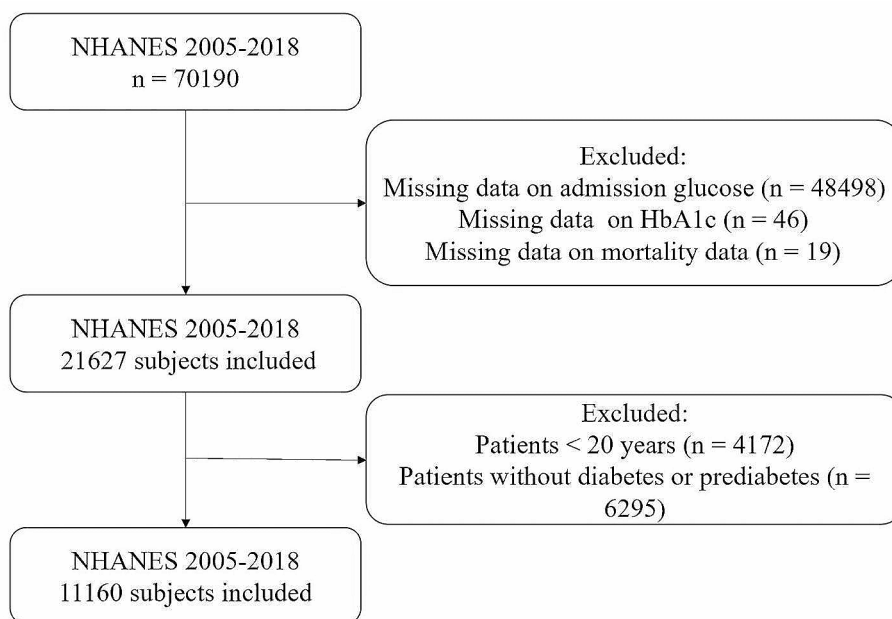 NHANES 2005-2018
n = 70190
Excluded:
Missing data on admission glucose (n = 48498)
Missing data on HbA1c (n = 46)
Missing data on mortality data (n = 19)
NHANES 2005-2018
21627 subjects included
Excluded:
Patients < 20 years (n = 4172)
Patients without diabetes or prediabetes (n =
6295)
NHANES 2005-2018
11160 subjects included